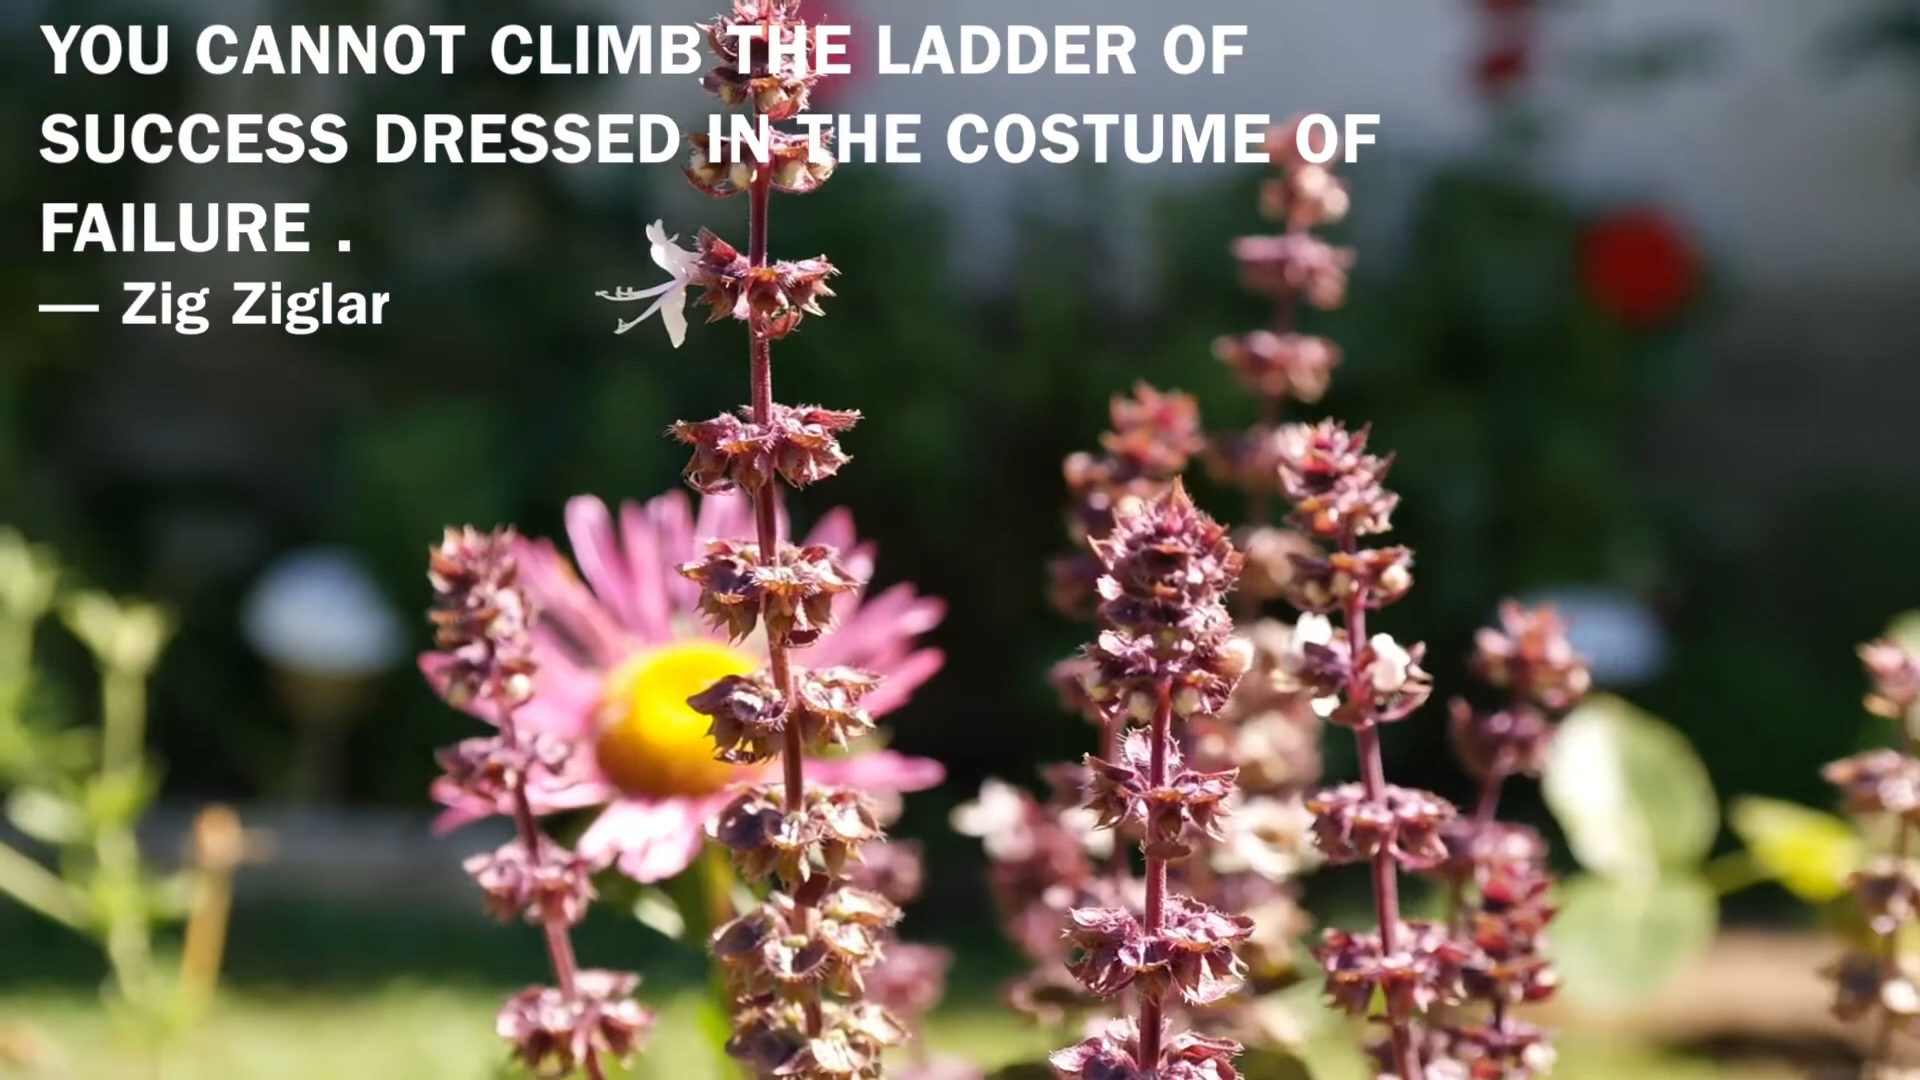 YOU CANNOT CLIMB THE LADDER OF
SUCCESS DRESSED IN THE COSTUME OF
FAILURE .
— Zig Ziglar